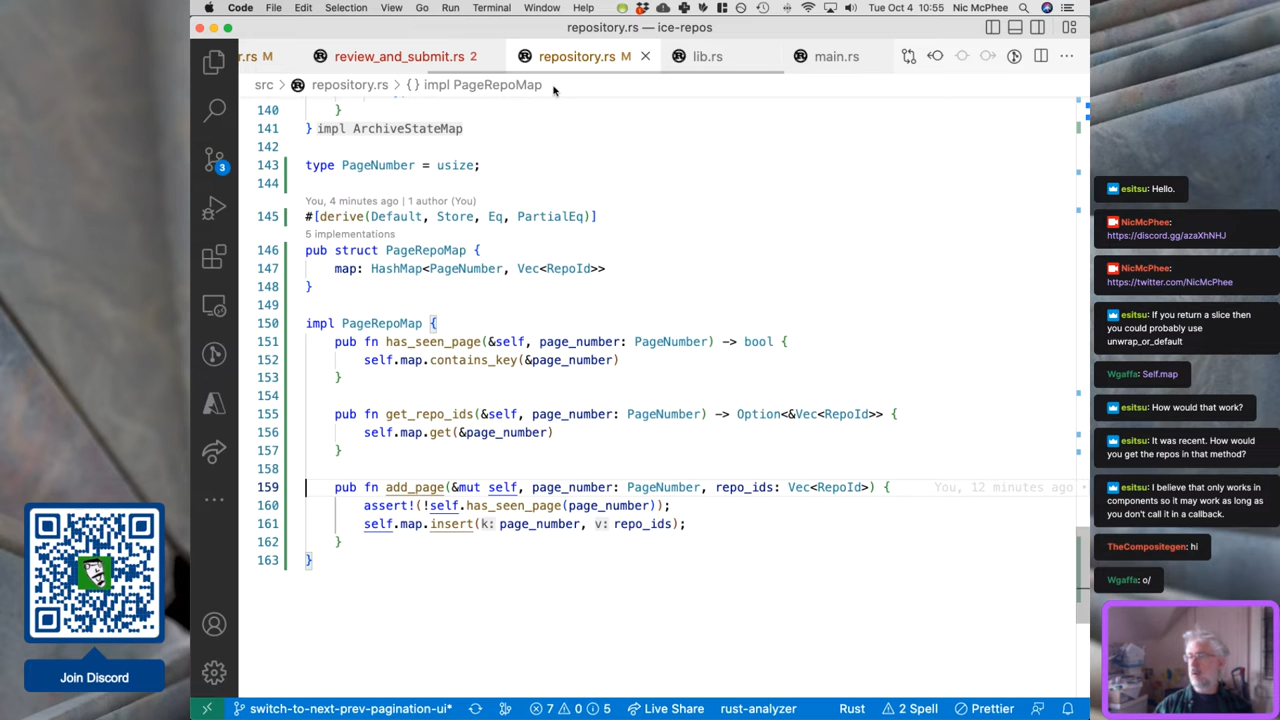 Code File Edit Selection View Go Run Terminal Window Help Tue Oct 4 10:55 Nic McPhee
repository.rs — ice-repos
r.rs M review_and_submit.rs 2 repository.rs M lib.rs main.rs
src > repository.rs > {} impl PageRepoMap
140 }
141 } impl ArchiveStateMap
142
143 type PageNumber = usize;
144
You, 4 minutes ago | 1 author (You)
145 #[derive(Default, Store, Eq, PartialEq)]
5 implementations
146 pub struct PageRepoMap {
147 map: HashMap<PageNumber, Vec<RepoId>>
148 }
149
150 impl PageRepoMap {
151 pub fn has_seen_page(&self, page_number: PageNumber) -> bool {
152 self.map.contains_key(&page_number)
153 }
154
155 pub fn get_repo_ids(&self, page_number: PageNumber) -> Option<&Vec<RepoId>> {
156 self.map.get(&page_number)
157 }
158
159 pub fn add_page(&mut self, page_number: PageNumber, repo_ids: Vec<RepoId>) { You, 12 minutes ago •
160 assert!(!self.has_seen_page(page_number));
161 self.map.insert(k: page_number, v: repo_ids);
162 }
163 }
3
switch-to-next-prev-pagination-ui* 7 0 5 Live Share rust-analyzer Rust 2 Spell Prettier
esitsu: Hello.
NicMcPhee:
https://discord.gg/azaXhNHJ
NicMcPhee:
https://twitter.com/NicMcPhee
esitsu: If you return a slice then
you could probably use
unwrap_or_default
Wgaffa: Self.map
esitsu: How would that work?
esitsu: It was recent. How would
you get the repos in that method?
esitsu: I believe that only works in
components so it may work as long as
you don't call it in a callback.
TheCompositegen: hi
Wgaffa: o/
Join Discord